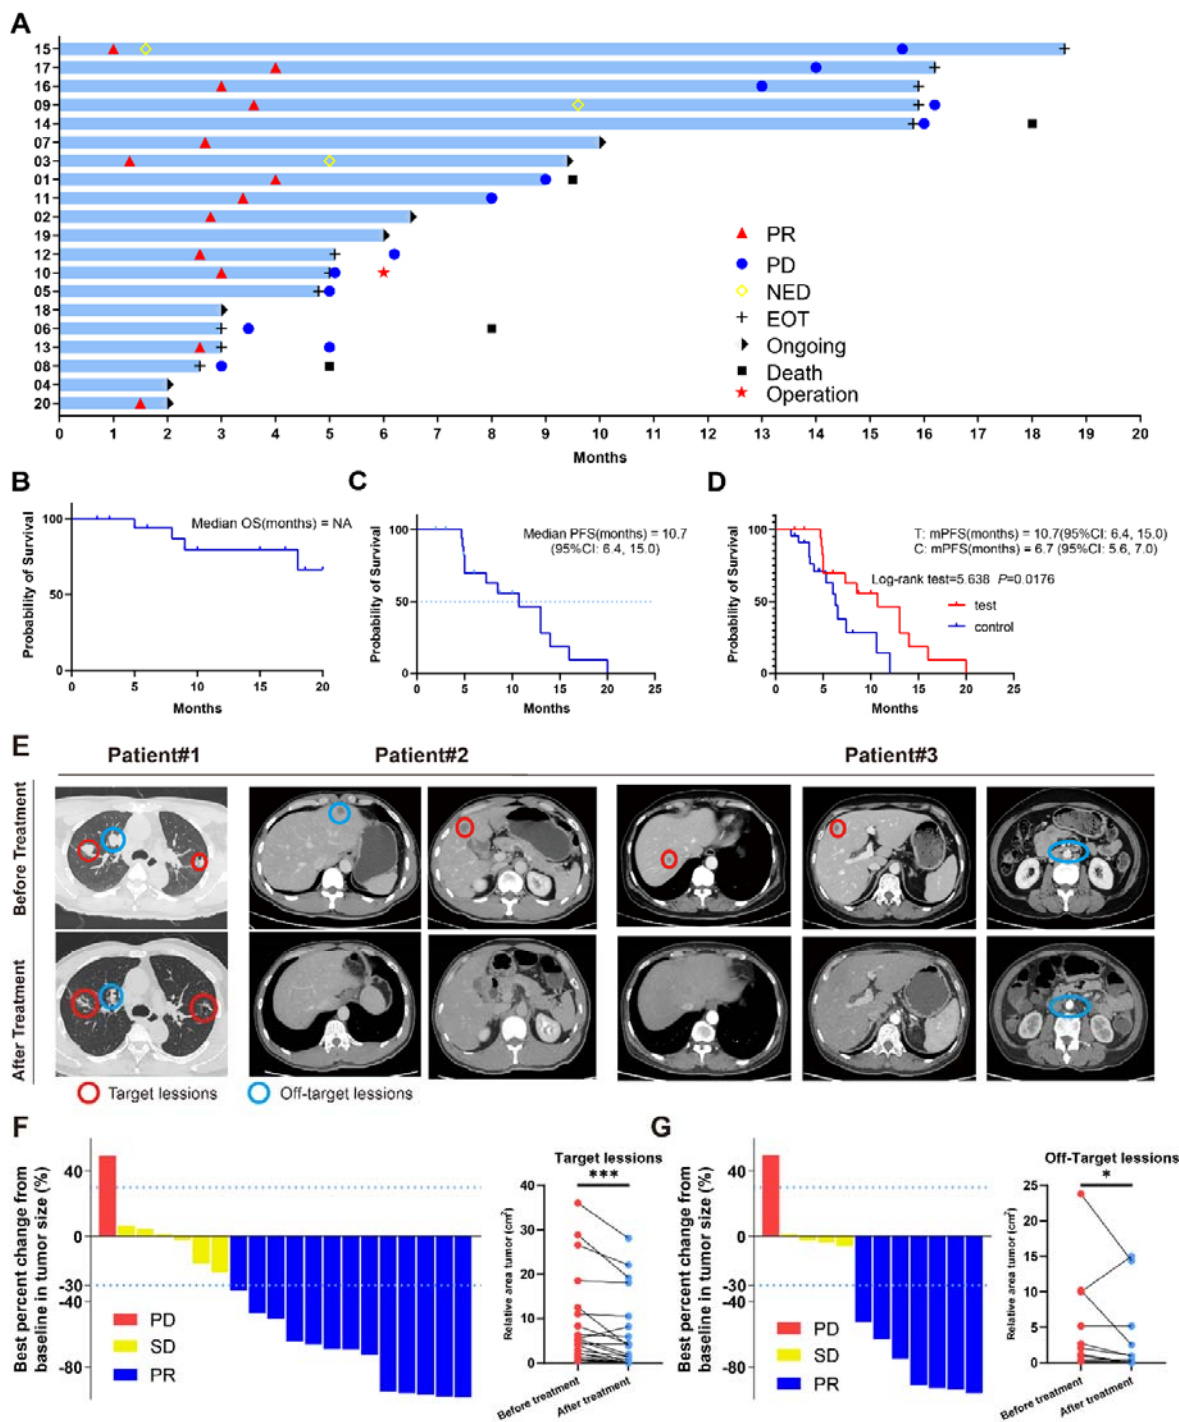 A
15
17
16
09
14
07
03
01
11
02
19
12
10
05
18
06
13
08
04
20
PR
PD
NED
EOT
Ongoing
Death
Operation
0 1 2 3 4 5 6 7 8 9 10 11 12 13 14 15 16 17 18 19 20
Months
B
Probability of Survival
100
50
0
Median OS(months) = NA
0 5 10 15 20
Months
C
Probability of Survival
100
50
0
Median PFS(months) = 10.7
(95%CI: 6.4, 15.0)
0 5 10 15 20 25
Months
D
Probability of Survival
100
50
0
T: mPFS(months) = 10.7(95%CI: 6.4, 15.0)
C: mPFS(months) = 6.7 (95%CI: 5.6, 7.0)
Log-rank test=5.638 P=0.0176
test
control
0 5 10 15 20 25
Months
E
Patient#1 Patient#2 Patient#3
Before Treatment
After Treatment
Target lessions
Off-target lessions
F
Best percent change from
baseline in tumor size (%)
40
0
-30
-40
-80
PD
SD
PR
Target lessions
***
Relative area tumor (cm²)
40
30
20
10
0
Before treatment
After treatment
G
Best percent change from
baseline in tumor size (%)
40
0
-30
-40
-80
PD
SD
PR
Off-Target lessions
*
Relative area tumor (cm²)
25
20
15
10
5
0
Before treatment
After treatment